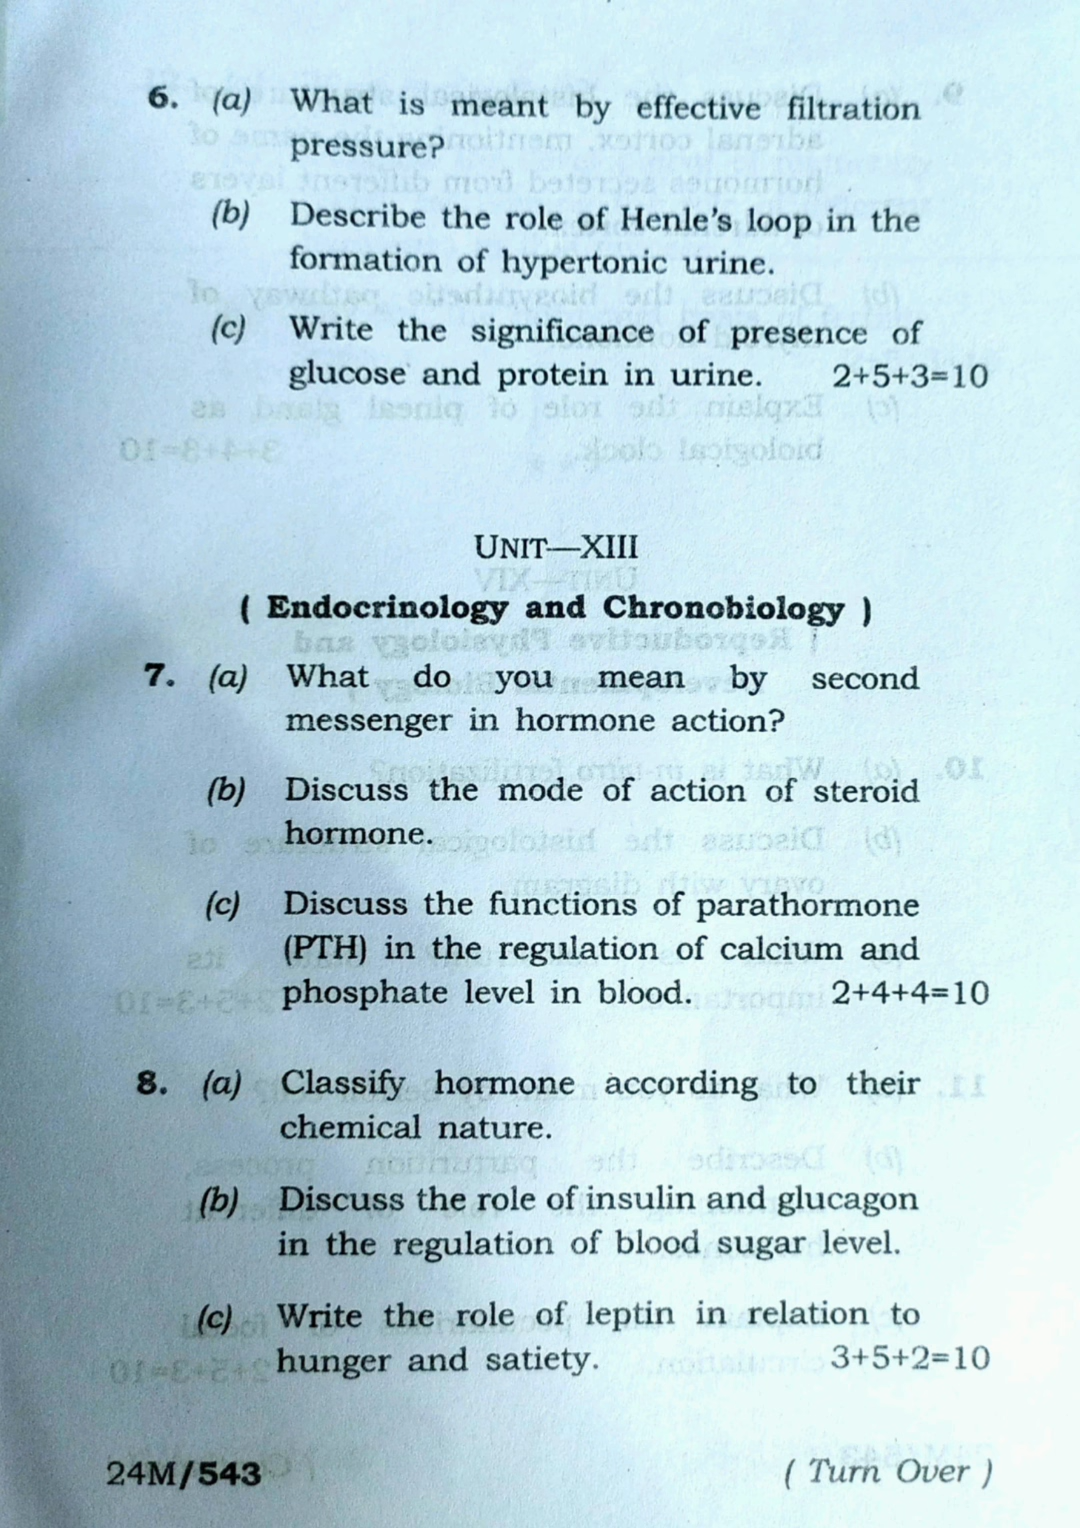 6. (a) What is meant by effective filtration
pressure?
(b) Describe the role of Henle's loop in the
formation of hypertonic urine.
(c) Write the significance of presence of
glucose and protein in urine. 2+5+3=10
UNIT—XIII
( Endocrinology and Chronobiology )
7. (a) What do you mean by second
messenger in hormone action?
(b) Discuss the mode of action of steroid
hormone.
(c) Discuss the functions of parathormone
(PTH) in the regulation of calcium and
phosphate level in blood. 2+4+4=10
8. (a) Classify hormone according to their
chemical nature.
(b) Discuss the role of insulin and glucagon
in the regulation of blood sugar level.
(c) Write the role of leptin in relation to
hunger and satiety. 3+5+2=10
24M/543 ( Turn Over )